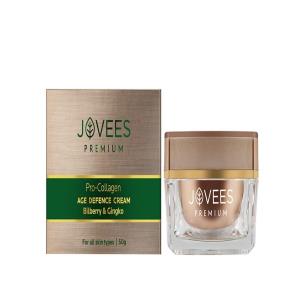 JOVEES
PREMIUM
Pro-Collagen
AGE DEFENCE CREAM
Bilberry & Gingko
For all skin types | 50g
JOVEES
PREMIUM